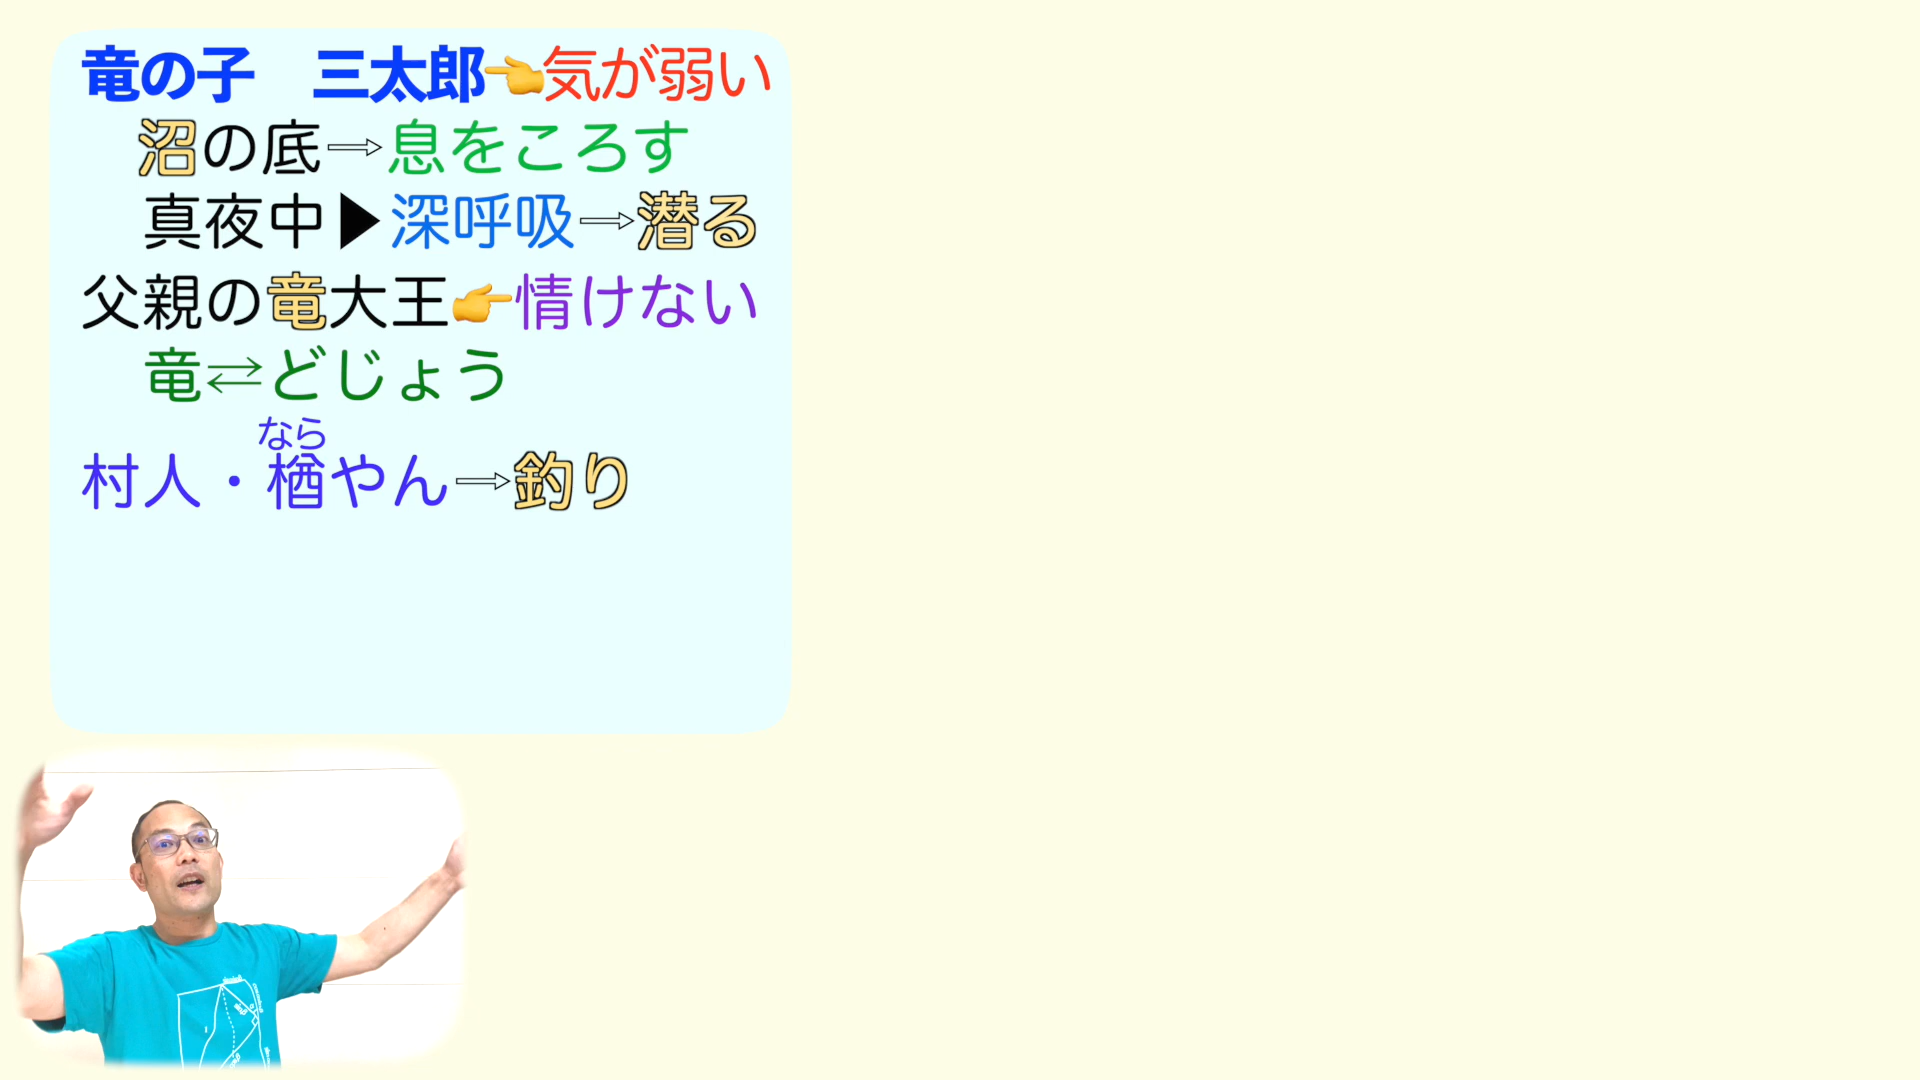 竜の子　三太郎👈気が弱い
沼の底⇒息をころす
真夜中▶深呼吸⇒潜る
父親の竜大王👉情けない
竜⇄どじょう
なら
村人・楢やん⇒釣り